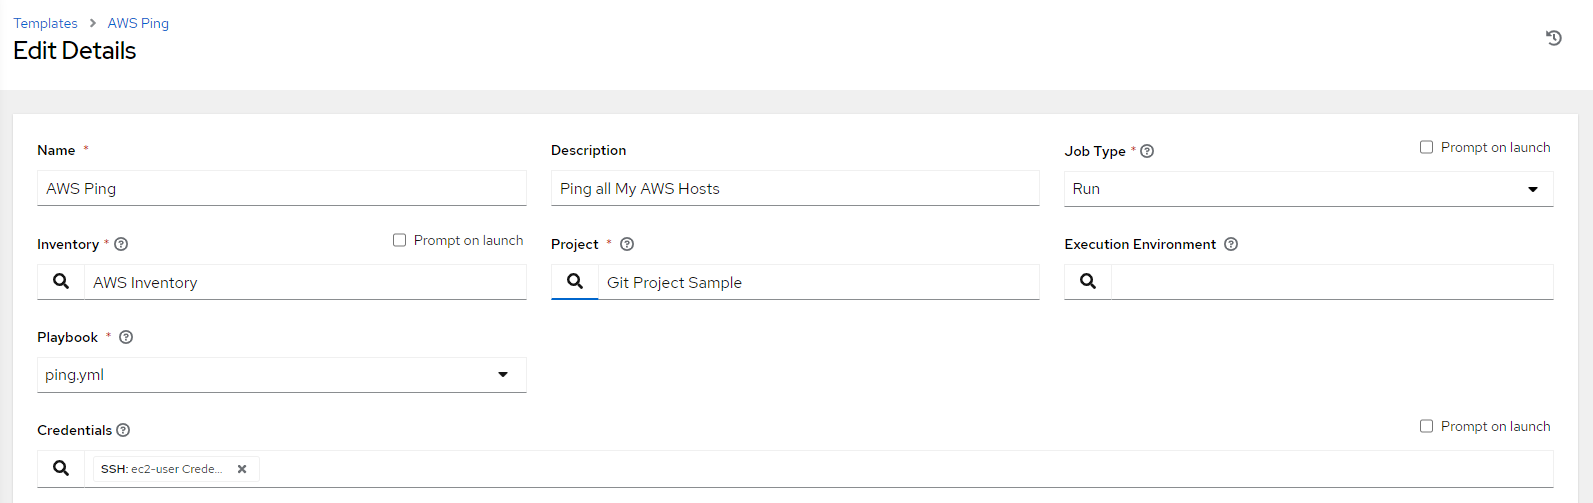 Templates > AWS Ping
Edit Details
Name *
AWS Ping
Description
Ping all My AWS Hosts
Job Type * Prompt on launch
Run
Inventory * Prompt on launch
AWS Inventory
Project *
Git Project Sample
Execution Environment
Playbook *
ping.yml
Credentials Prompt on launch
SSH: ec2-user Crede...